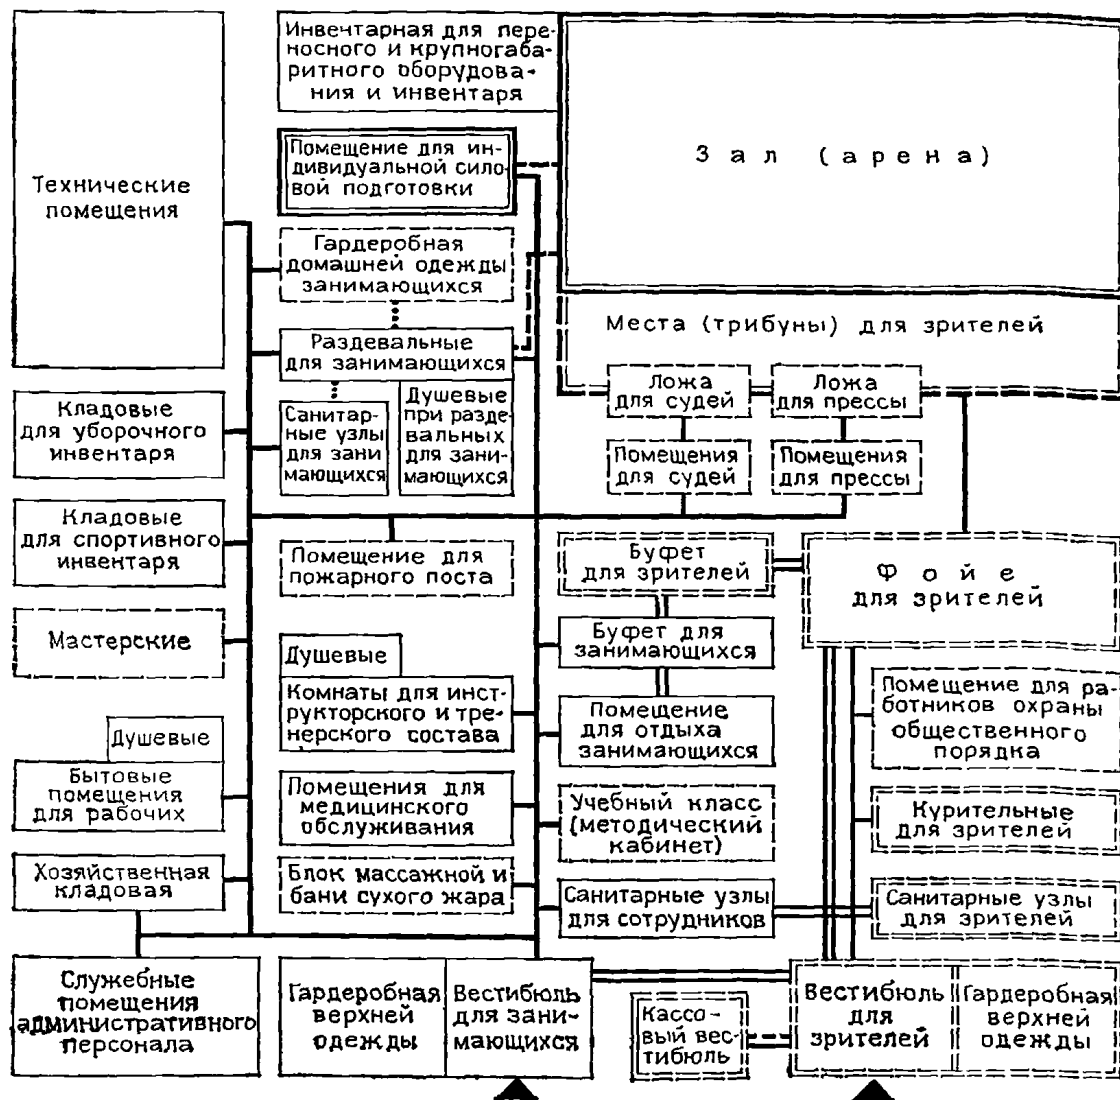 Инвентарная для пере-
носного и крупногаба-
ритного оборудова-
ния и инвентаря
Зал (арена)
Помещение для ин-
дивидуальной сило-
вой подготовки
Технические
помещения
Гардеробная
домашней одежды
занимающихся
Места (трибуны) для зрителей
Раздевальные
для занимающихся
Ложа
для судей
Ложа
для прессы
Кладовые
для уборочного
инвентаря
Санитар-
ные узлы
для зани
мающихся
Душевые
при разде-
вальных
для зани-
мающихся
Помещения
для судей
Помещения
для прессы
Кладовые
для спортивного
инвентаря
Помещение для
пожарного поста
Буфет
для зрителей
Фойе
для зрителей
Мастерские
Душевые
Комнаты для инст-
рукторского и тре-
нерского состава
Буфет для
занимающихся
Помещение
для отдыха
занимающихся
Помещение для ра-
ботников охраны
общественного
порядка
Душевые
Бытовые
помещения
для рабочих
Помещения для
медицинского
обслуживания
Учебный класс
(методический
кабинет)
Курительные
для зрителей
Хозяйственная
кладовая
Блок массажной и
бани сухого жара
Санитарные узлы
для сотрудников
Санитарные узлы
для зрителей
Служебные
помещения
административного
персонала
Гардеробная
верхней
одежды
Вестибюль
для зани-
мающихся
Кассо-
вый вес-
тибюль
Вестибюль
для
зрителей
Гардеробная
верхней
одежды